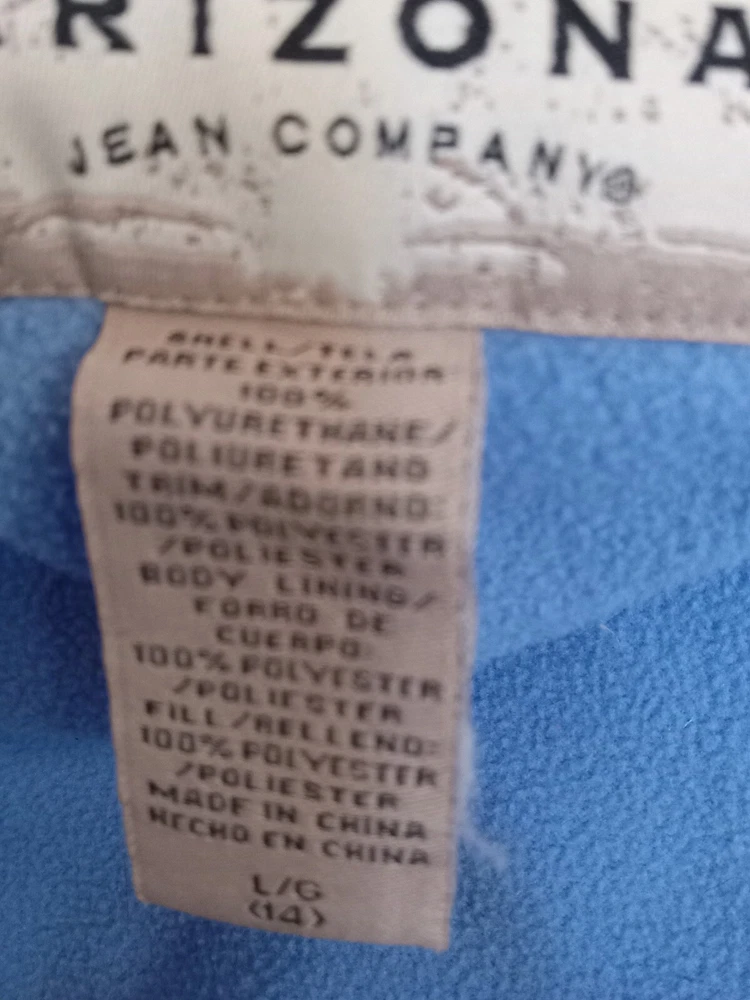 RIZONA
JEAN COMPANY®
SHELL/TELA
PARTE EXTERIOR
100%
POLYURETHANE/
POLIURETANO
TRIM/ADORNO:
100% POLYESTER
/POLIESTER
BODY LINING/
FORRO DE
CUERPO:
100% POLYESTER
/POLIESTER
FILL/RELLENO:
100% POLYESTER
/POLIESTER
MADE IN CHINA
HECHO EN CHINA
L/G
(14)